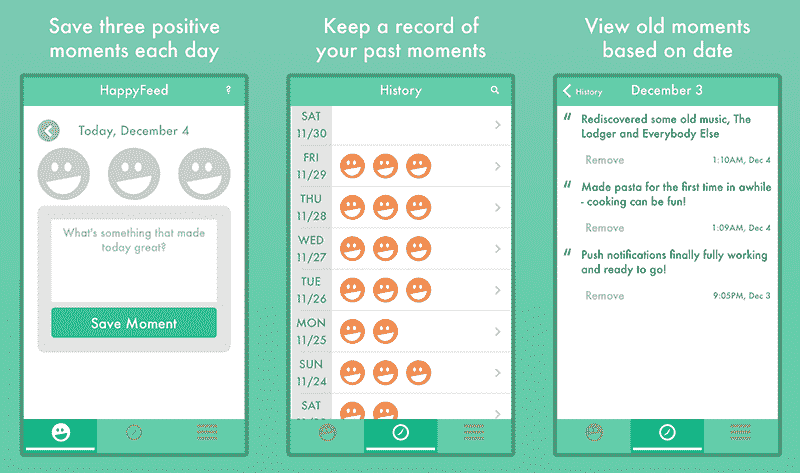 Save three positive
moments each day
HappyFeed
?
Today, December 4
What's something that made
today great?
Save Moment
Keep a record of
your past moments
History
SAT
11/30
FRI
11/29
THU
11/28
WED
11/27
TUE
11/26
MON
11/25
SUN
11/24
SAT
View old moments
based on date
History
December 3
“ Rediscovered some old music, The
Lodger and Everybody Else
Remove 1:10AM, Dec 4
“ Made pasta for the first time in awhile
- cooking can be fun!
Remove 1:09AM, Dec 4
“ Push notifications finally fully working
and ready to go!
Remove 9:05PM, Dec 3